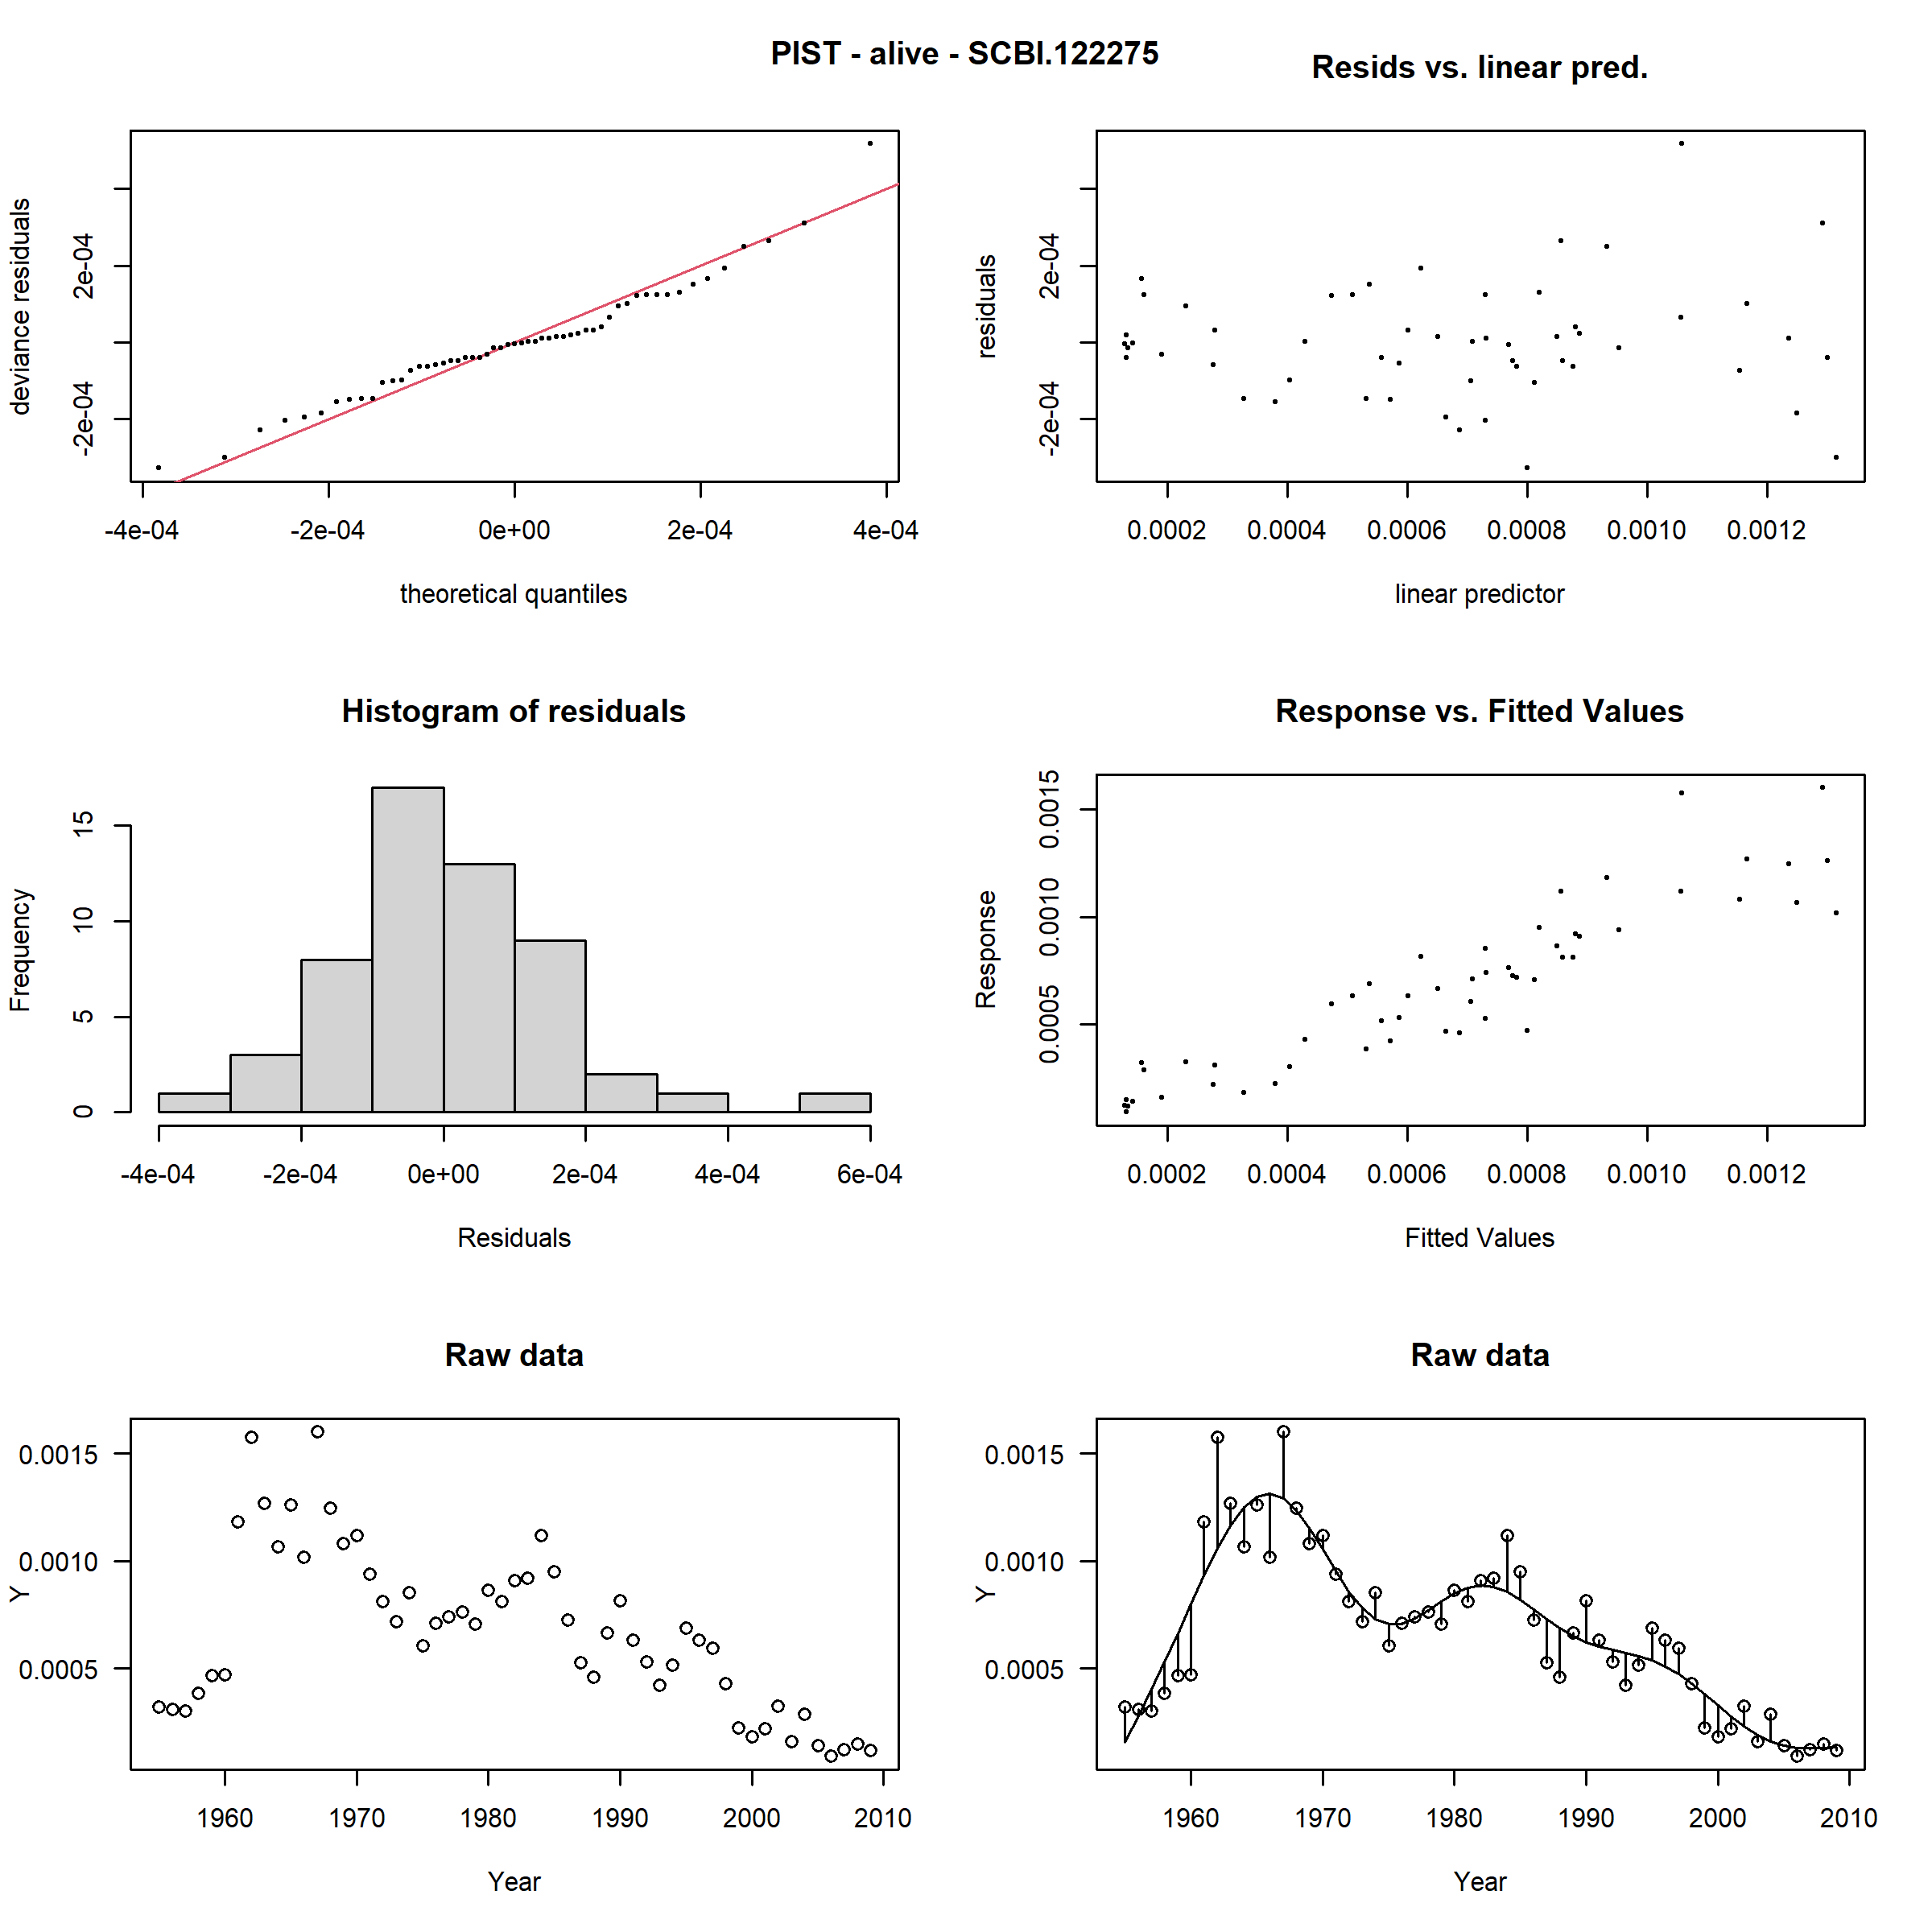 PIST - alive - SCBI.122275
Resids vs. linear pred.
deviance residuals
-2e-04 2e-04
-4e-04 -2e-04 0e+00 2e-04 4e-04
theoretical quantiles
residuals
-2e-04 2e-04
0.0002 0.0004 0.0006 0.0008 0.0010 0.0012
linear predictor
Histogram of residuals
Frequency
0 5 10 15
-4e-04 -2e-04 0e+00 2e-04 4e-04 6e-04
Residuals
Response vs. Fitted Values
Response
0.0005 0.0010 0.0015
0.0002 0.0004 0.0006 0.0008 0.0010 0.0012
Fitted Values
Raw data
Y
0.0015
0.0010
0.0005
1960 1970 1980 1990 2000 2010
Year
Raw data
Y
0.0015
0.0010
0.0005
1960 1970 1980 1990 2000 2010
Year